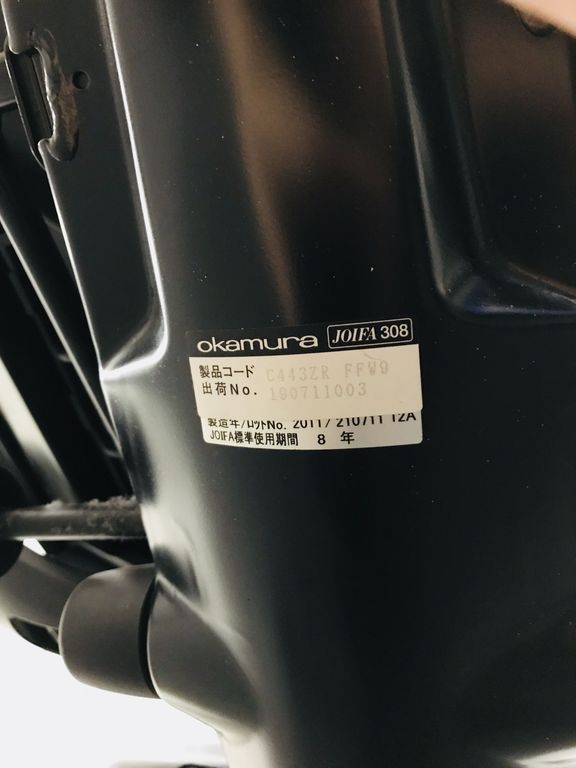 okamura JOIFA 308
製品コード C443ZR FFW9
出荷No. 190711003
製造年/ロットNo. 2011/ 210711 12A
JOIFA標準使用期間 8 年